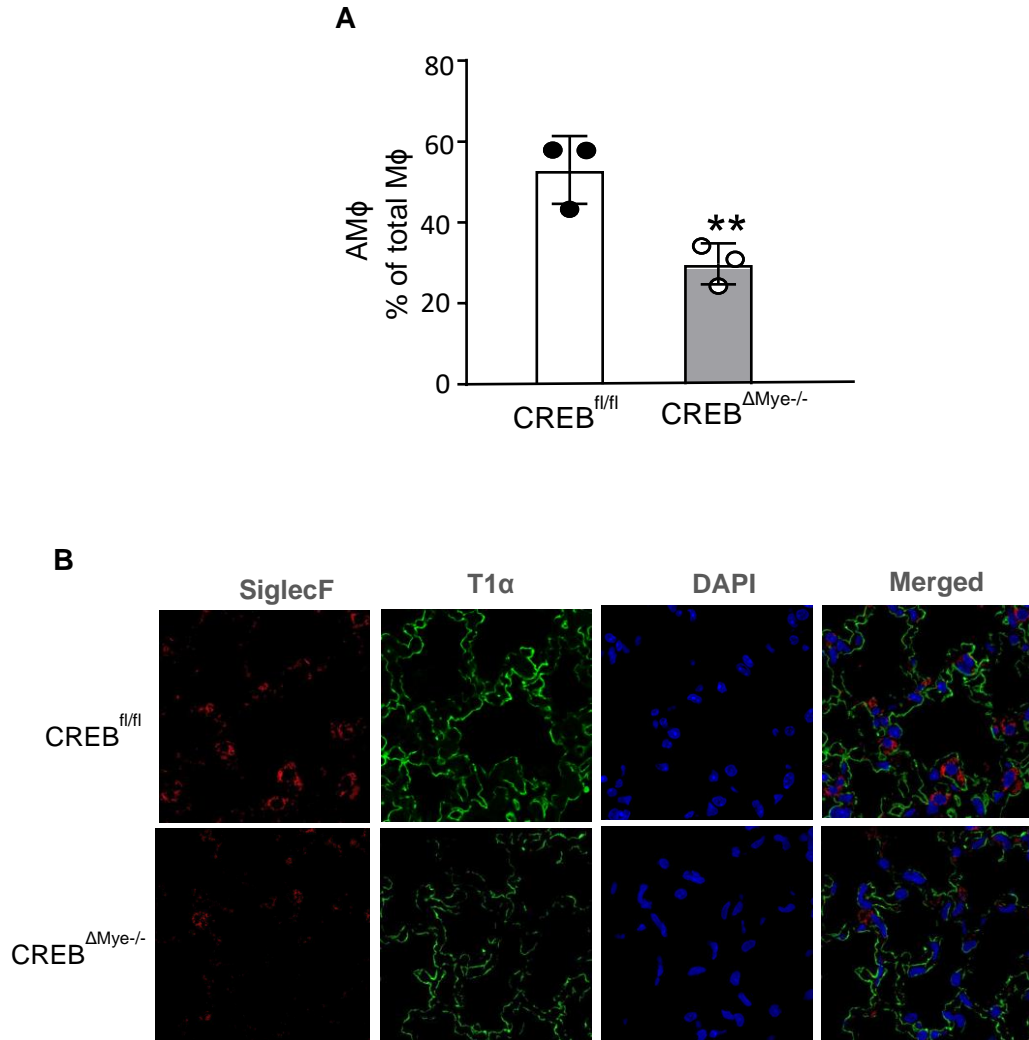 A
80
60
40
20
0
AMϕ
% of total Mϕ
**
CREB^fl/fl
CREB^ΔMye-/-
B
SiglecF
T1α
DAPI
Merged
CREB^fl/fl
CREB^ΔMye-/-